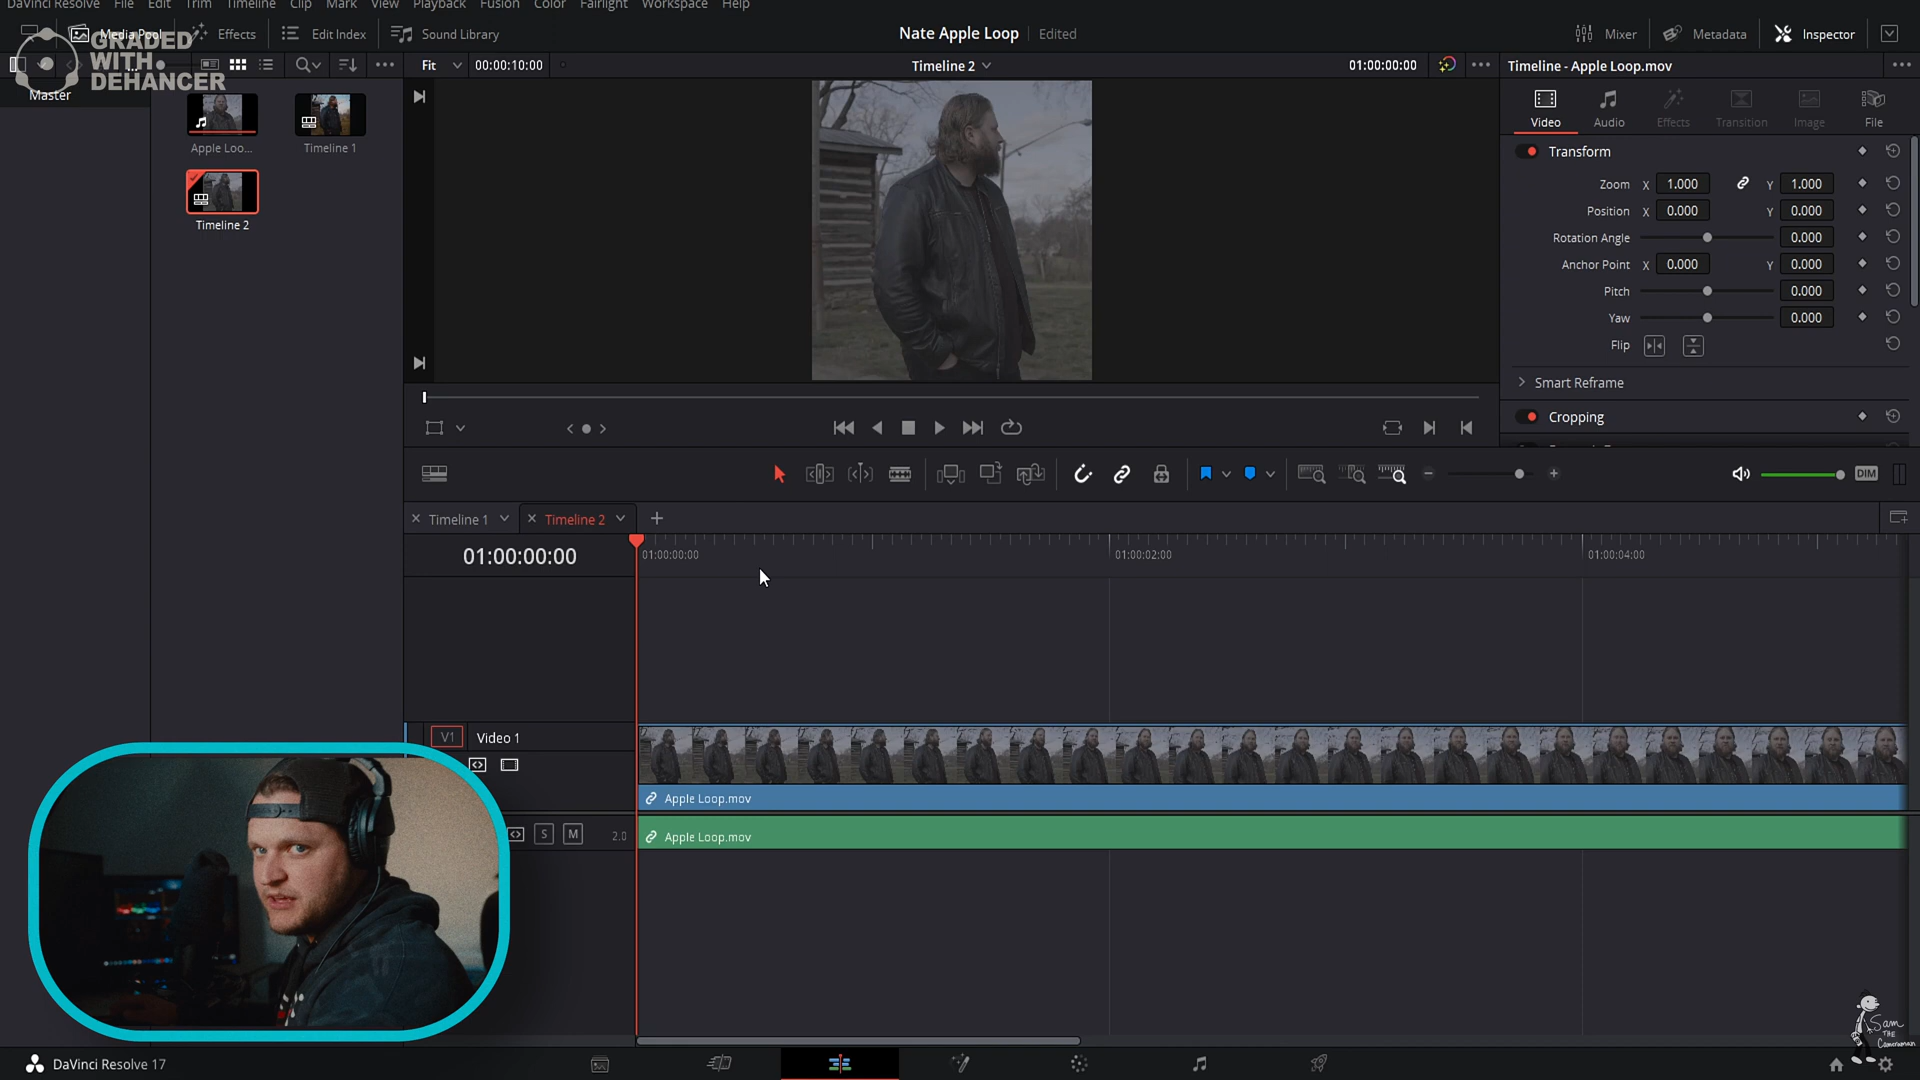 DaVinci Resolve File Edit Trim Timeline Clip Mark View Playback Fusion Color Fairlight Workspace Help
Media Pool Effects Edit Index Sound Library
Nate Apple Loop Edited
Mixer Metadata Inspector
GRADED
WITH
DEHANCER
Master
Fit 00:00:10:00 Timeline 2 01:00:00:00
Timeline - Apple Loop.mov
Apple Loo...
Timeline 1
Timeline 2
Video Audio Effects Transition Image File
Transform
Zoom X 1.000 Y 1.000
Position X 0.000 Y 0.000
Rotation Angle 0.000
Anchor Point X 0.000 Y 0.000
Pitch 0.000
Yaw 0.000
Flip
Smart Reframe
Cropping
DIM
Timeline 1 Timeline 2
01:00:00:00
01:00:00:00 01:00:02:00 01:00:04:00
V1 Video 1
Apple Loop.mov
S M 2.0
Apple Loop.mov
Sam
THE
Cameraman
DaVinci Resolve 17